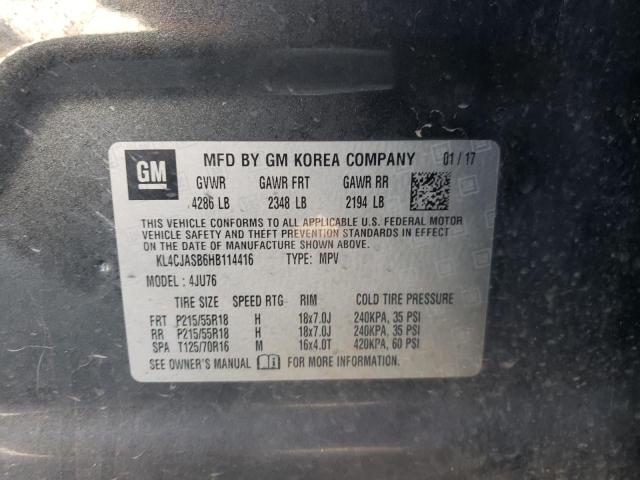 GM MFD BY GM KOREA COMPANY 01/17
GVWR GAWR FRT GAWR RR
4286 LB 2348 LB 2194 LB
THIS VEHICLE CONFORMS TO ALL APPLICABLE U.S. FEDERAL MOTOR
VEHICLE SAFETY AND THEFT PREVENTION STANDARDS IN EFFECT ON
THE DATE OF MANUFACTURE SHOWN ABOVE.
KL4CJASB6HB114416 TYPE: MPV
MODEL: 4JU76
TIRE SIZE SPEED RTG RIM COLD TIRE PRESSURE
FRT P215/55R18 H 18x7.0J 240KPA, 35 PSI
RR P215/55R18 H 18x7.0J 240KPA, 35 PSI
SPA T125/70R16 M 16x4.0T 420KPA, 60 PSI
SEE OWNER'S MANUAL FOR MORE INFORMATION.